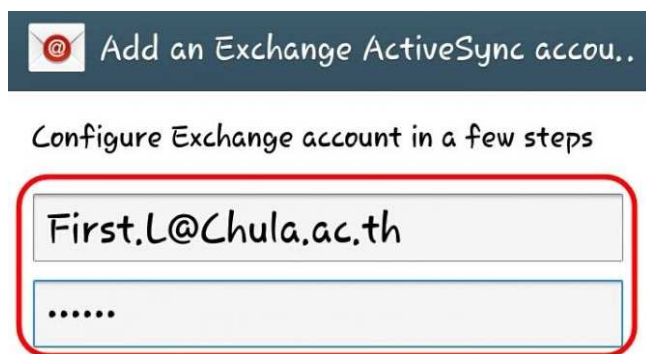 Add an Exchange ActiveSync accou..
Configure Exchange account in a few steps
First.L@Chula.ac.th
••••••